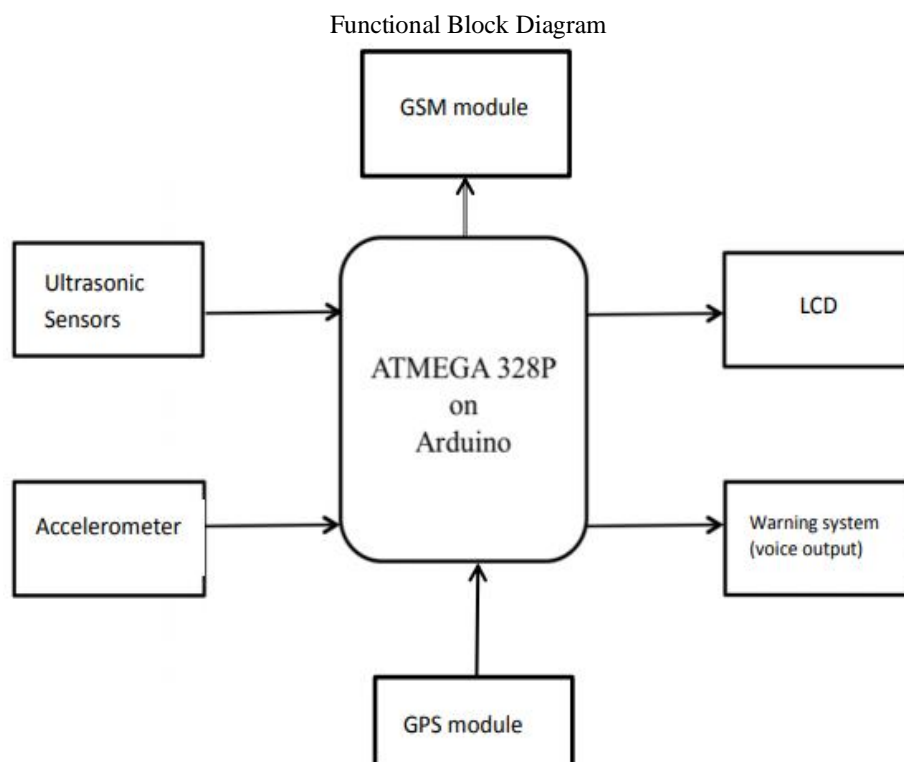 Functional Block Diagram
GSM module
Ultrasonic
Sensors
LCD
ATMEGA 328P
on
Arduino
Accelerometer
Warning system
(voice output)
GPS module